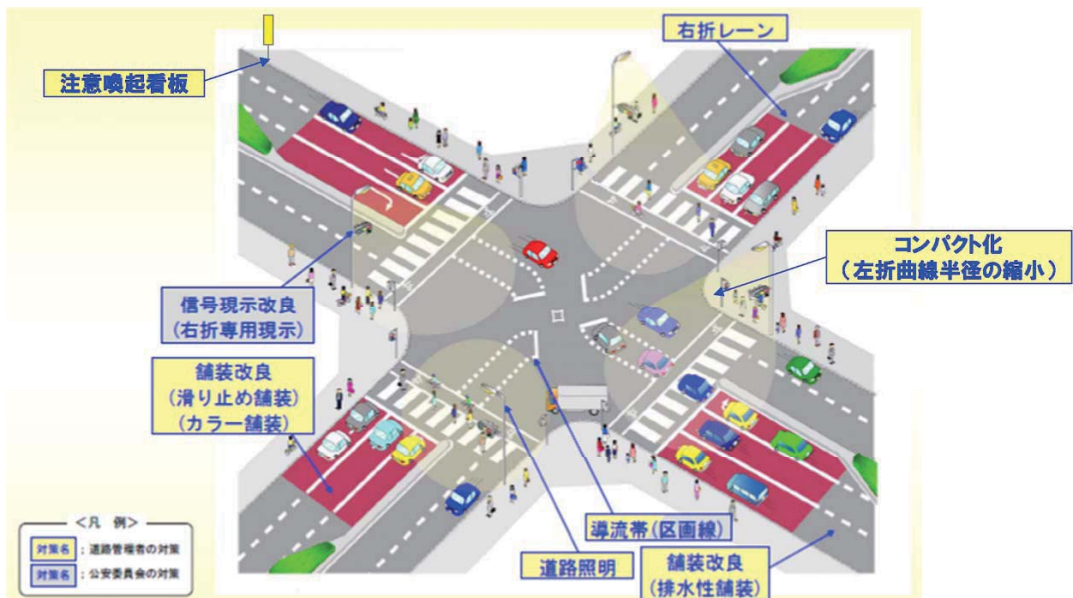 右折レーン
注意喚起看板
コンパクト化
（左折曲線半径の縮小）
信号現示改良
(右折専用現示)
舗装改良
(滑り止め舗装)
(カラー舗装)
導流帯(区画線)
道路照明
舗装改良
(排水性舗装)
＜凡 例＞
対策名 ：道路管理者の対策
対策名 ：公安委員会の対策